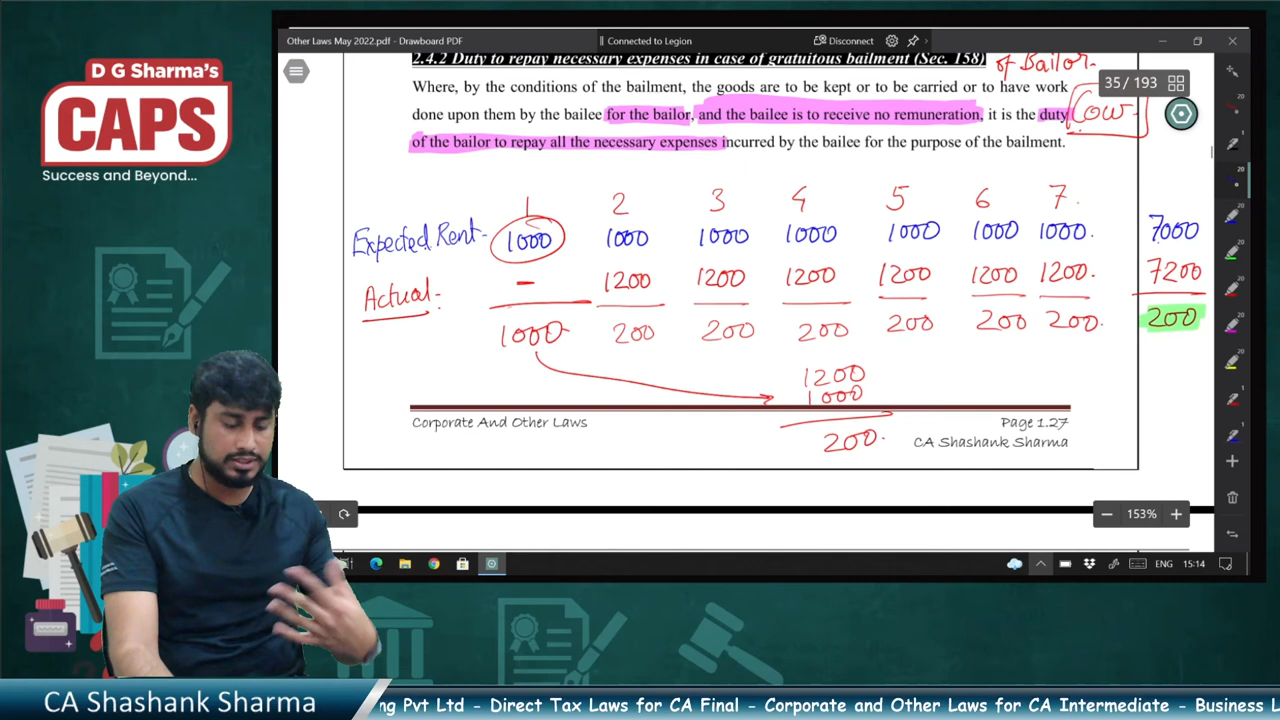 D G SHARMA's
CAPS
Success and Beyond...
Other Laws May 2022.pdf - Drawboard PDF
Connected to Legion
Disconnect
2.4.2 Duty to repay necessary expenses in case of gratuitous bailment (Sec. 158)
of Bailor.
35 / 193
Where, by the conditions of the bailment, the goods are to be kept or to be carried or to have work
done upon them by the bailee for the bailor, and the bailee is to receive no remuneration, it is the duty
Cow
of the bailor to repay all the necessary expenses incurred by the bailee for the purpose of the bailment.
1 2 3 4 5 6 7.
Expected Rent- 1000 1000 1000 1000 1000 1000 1000. 7000
Actual: - 1200 1200 1200 1200 1200 1200. 7200
1000 200 200 200 200 200 200. 200
1200
1000
200.
Corporate And Other Laws
Page 1.27
CA Shashank Sharma
153%
ENG 15:14
CA Shashank Sharma
ng Pvt Ltd - Direct Tax Laws for CA Final - Corporate and Other Laws for CA Intermediate - Business L